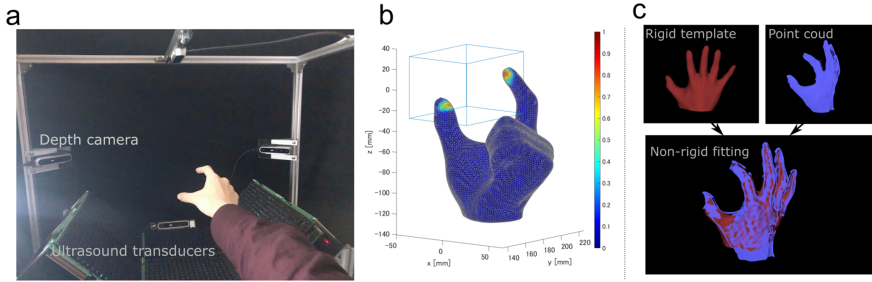 a
Depth camera
Ultrasound transducers
b
40
20
0
-20
-40
-60
-80
-100
-120
-140
z [mm]
-50
0
50
x [mm]
140
160
180
200
220
y [mm]
1
0.9
0.8
0.7
0.6
0.5
0.4
0.3
0.2
0.1
0
c
Rigid template
Point coud
Non-rigid fitting